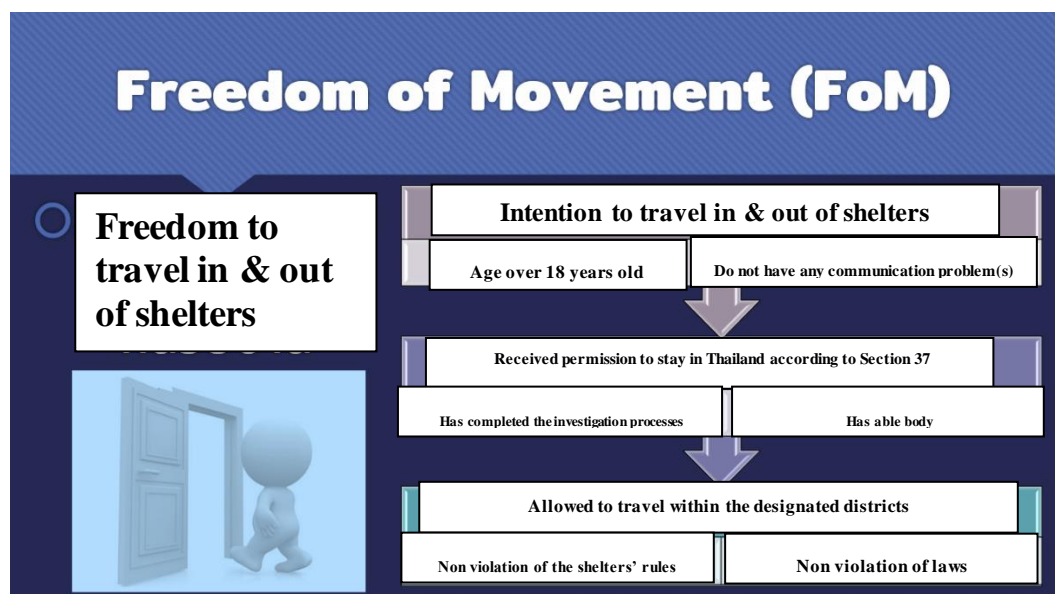 Freedom of Movement (FoM)
Freedom to
travel in & out
of shelters
Intention to travel in & out of shelters
Age over 18 years old
Do not have any communication problem(s)
Received permission to stay in Thailand according to Section 37
Has completed the investigation processes
Has able body
Allowed to travel within the designated districts
Non violation of the shelters' rules
Non violation of laws